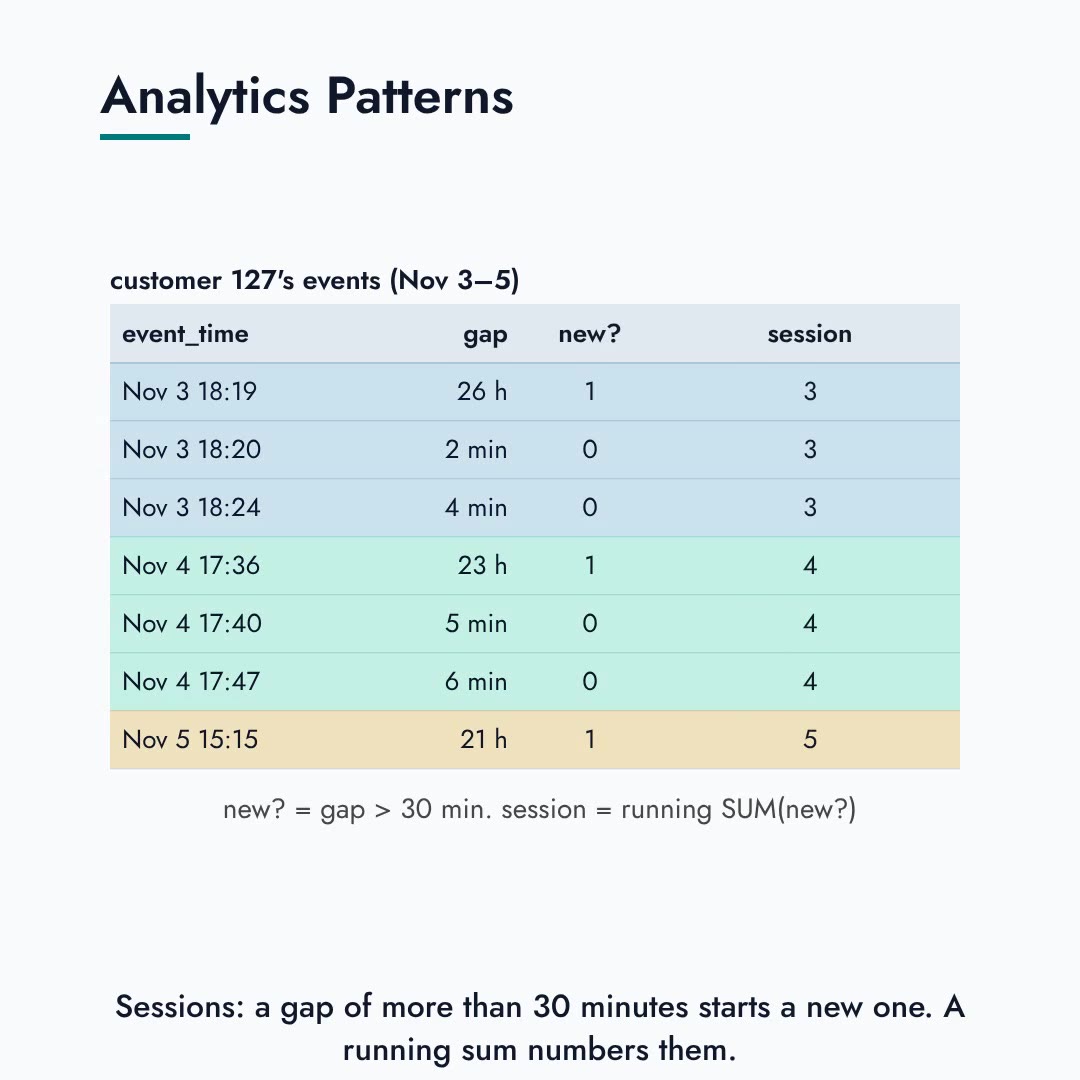 Analytics Patterns
customer 127's events (Nov 3–5)
event_time gap new? session
Nov 3 18:19 26 h 1 3
Nov 3 18:20 2 min 0 3
Nov 3 18:24 4 min 0 3
Nov 4 17:36 23 h 1 4
Nov 4 17:40 5 min 0 4
Nov 4 17:47 6 min 0 4
Nov 5 15:15 21 h 1 5
new? = gap > 30 min. session = running SUM(new?)
Sessions: a gap of more than 30 minutes starts a new one. A
running sum numbers them.